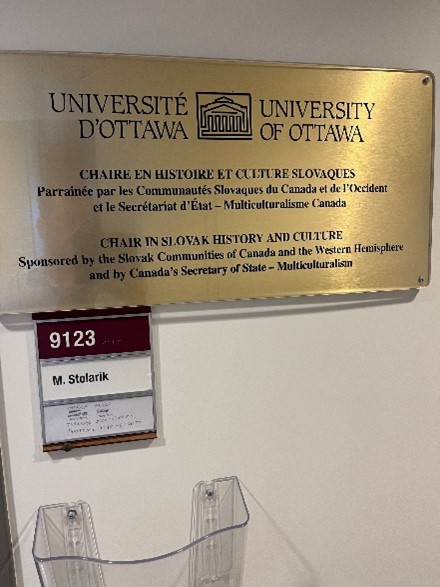 UNIVERSITÉ
D'OTTAWA
UNIVERSITY
OF OTTAWA
CHAIRE EN HISTOIRE ET CULTURE SLOVAQUES
Parrainée par les Communautés Slovaques du Canada et de l'Occident
et le Secrétariat d'État – Multiculturalisme Canada
CHAIR IN SLOVAK HISTORY AND CULTURE
Sponsored by the Slovak Communities of Canada and the Western Hemisphere
and by Canada's Secretary of State – Multiculturalism
9123
M. Stolarik